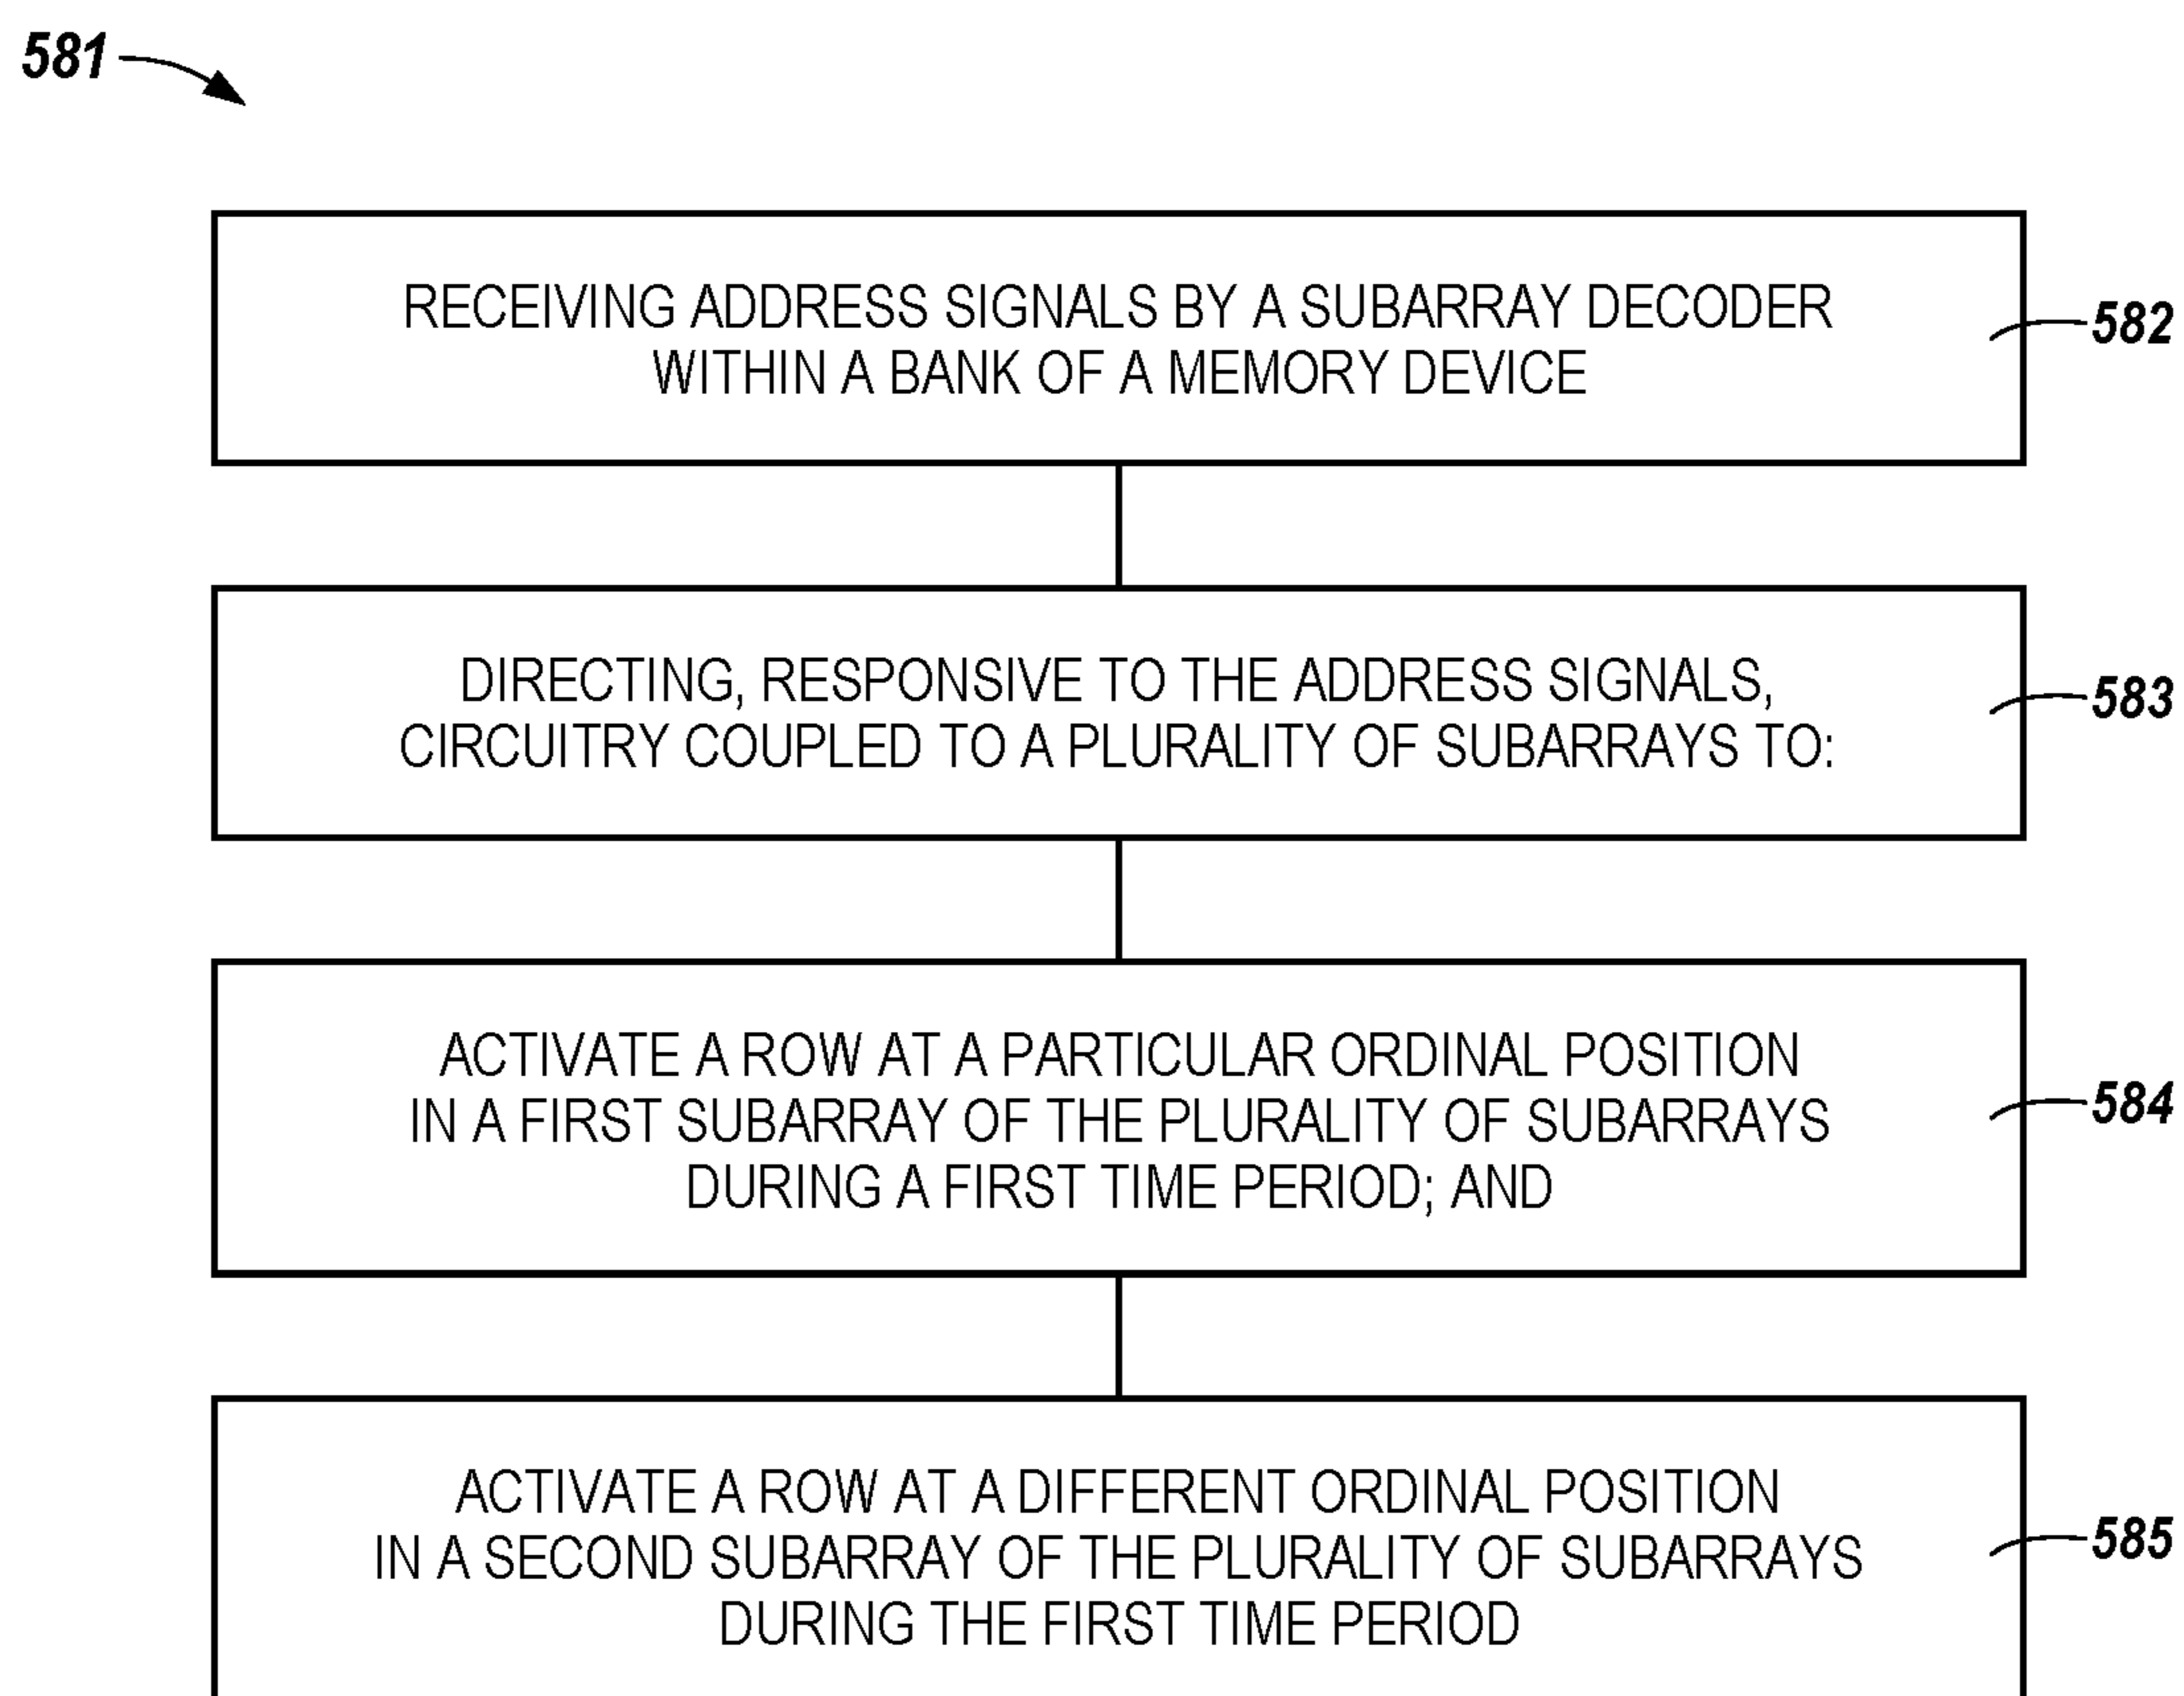 581
RECEIVING ADDRESS SIGNALS BY A SUBARRAY DECODER
WITHIN A BANK OF A MEMORY DEVICE
582
DIRECTING, RESPONSIVE TO THE ADDRESS SIGNALS,
CIRCUITRY COUPLED TO A PLURALITY OF SUBARRAYS TO:
583
ACTIVATE A ROW AT A PARTICULAR ORDINAL POSITION
IN A FIRST SUBARRAY OF THE PLURALITY OF SUBARRAYS
DURING A FIRST TIME PERIOD; AND
584
ACTIVATE A ROW AT A DIFFERENT ORDINAL POSITION
IN A SECOND SUBARRAY OF THE PLURALITY OF SUBARRAYS
DURING THE FIRST TIME PERIOD
585